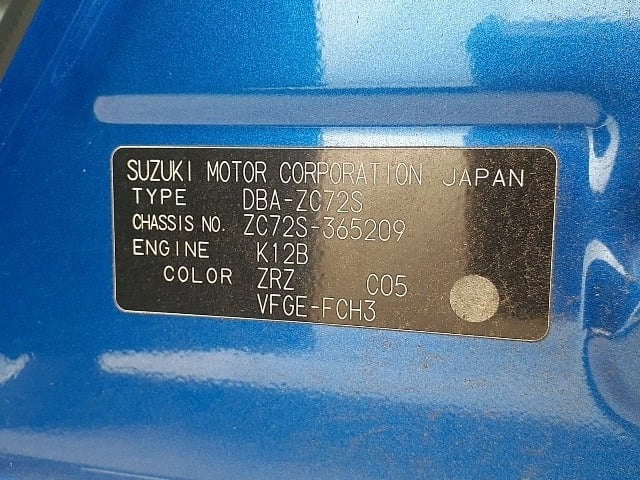 SUZUKI MOTOR CORPORATION JAPAN
TYPE DBA-ZC72S
CHASSIS NO. ZC72S-365209
ENGINE K12B
COLOR ZRZ C05
VFGE-FCH3